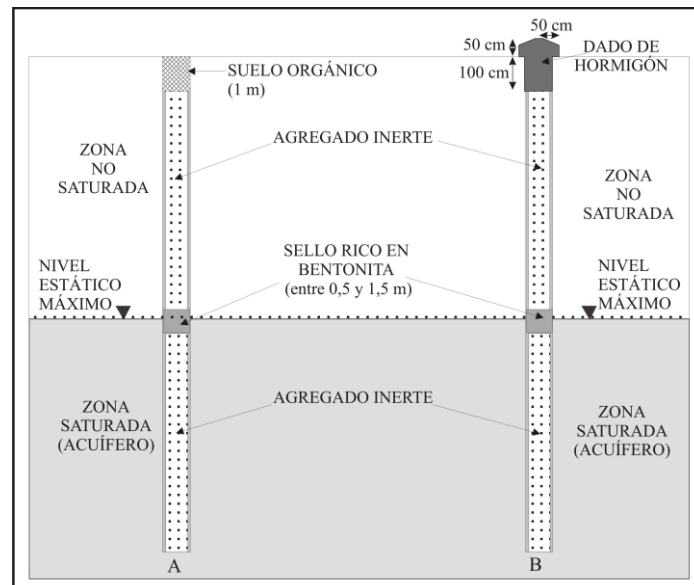 50 cm
50 cm
100 cm
DADO DE
HORMIGÓN
SUELO ORGÁNICO
(1 m)
AGREGADO INERTE
ZONA
NO
SATURADA
ZONA
NO
SATURADA
SELLO RICO EN
BENTONITA
(entre 0,5 y 1,5 m)
NIVEL
ESTÁTICO
MÁXIMO
NIVEL
ESTÁTICO
MÁXIMO
AGREGADO INERTE
ZONA
SATURADA
(ACUÍFERO)
ZONA
SATURADA
(ACUÍFERO)
A
B